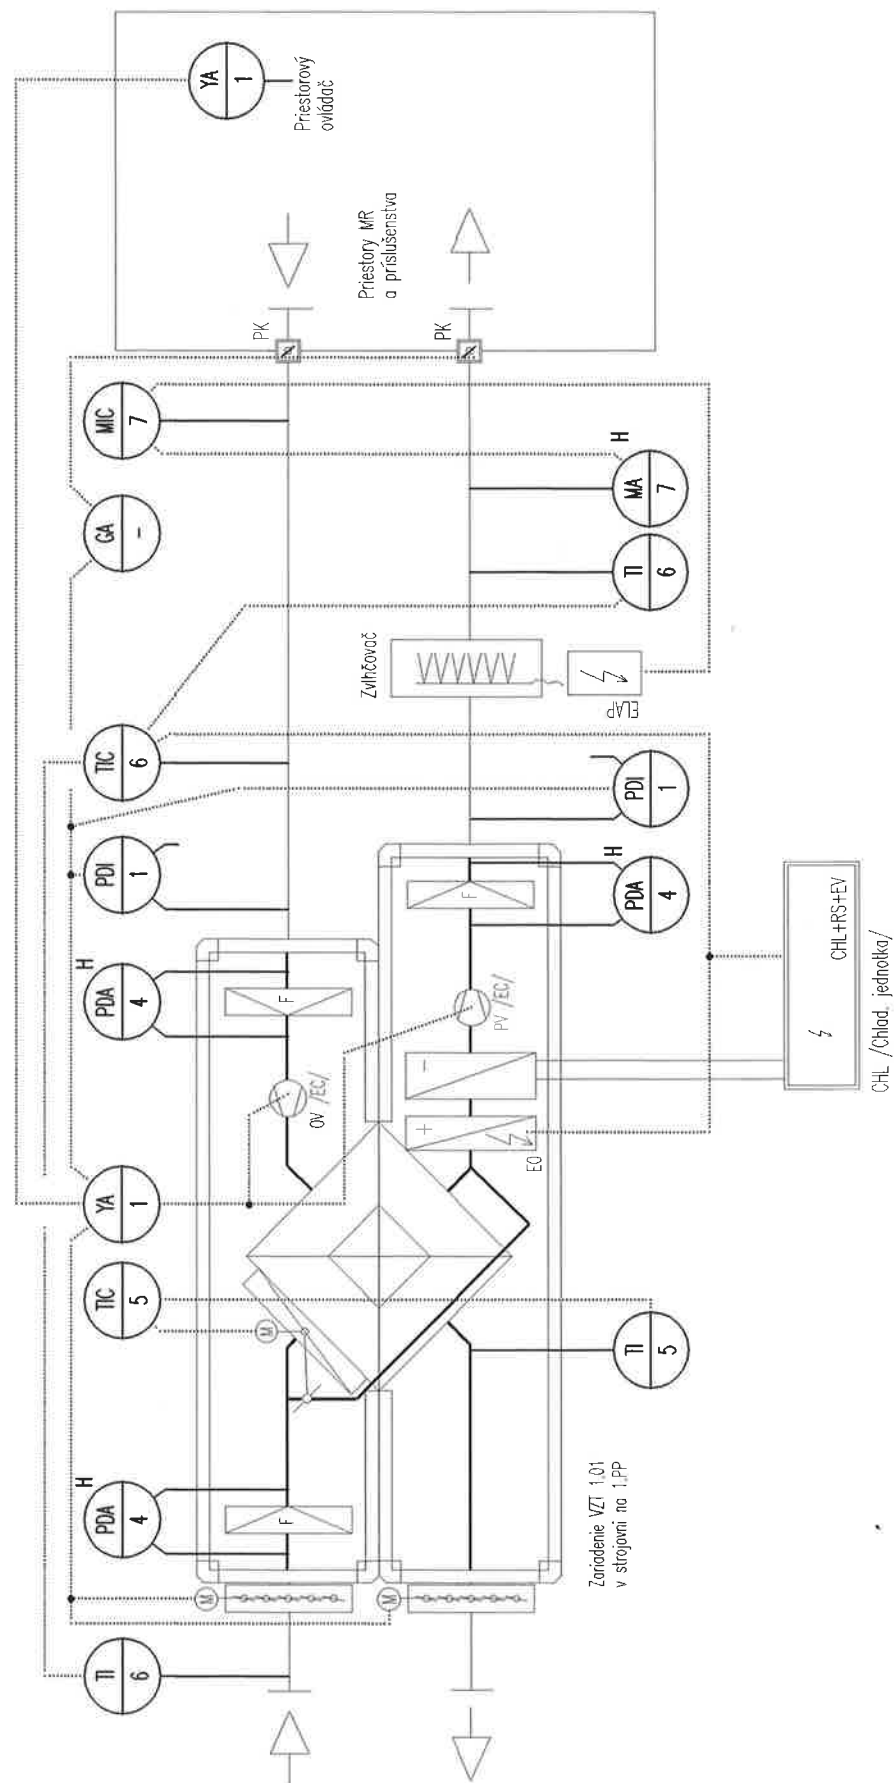 YA
1
Priestorový
ovládač
Priestory MR
a príslušenstva
PK
PK
MIC
7
H
MA
7
GA
-
TI
6
Zvlhčovač
ELAP
TIC
6
PDI
1
PDI
1
H
PDA
4
H
PDA
4
F
F
CHL+RS+EV
CHL /Chlad. jednotka/
PV /EC/
OV /EC/
-
+
EO
YA
1
TIC
5
M
TI
5
H
PDA
4
F
Zariadenie VZT 1.01
v strojovni na 1.PP
M
M
TI
6